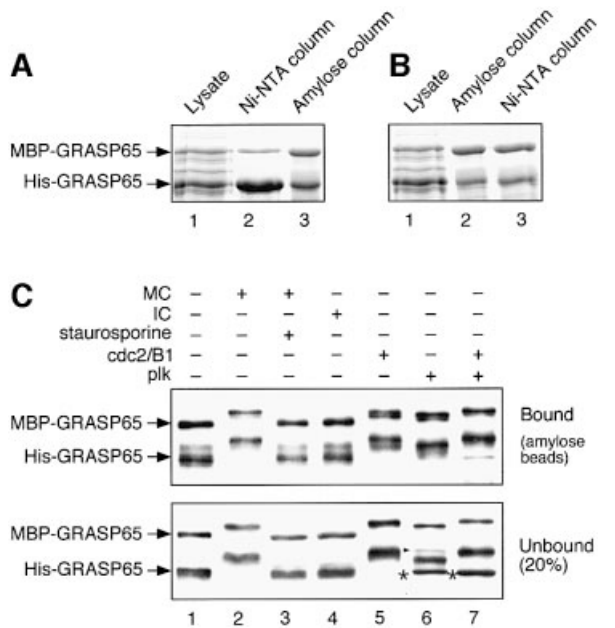 A
Lysate
Ni-NTA column
Amylose column
MBP-GRASP65
His-GRASP65
1 2 3
B
Lysate
Amylose column
Ni-NTA column
1 2 3
C
MC – + + – – – –
IC – – – + – – –
staurosporine – – + – – – –
cdc2/B1 – – – – + – +
plk – – – – – + +
MBP-GRASP65
His-GRASP65
Bound
(amylose
beads)
MBP-GRASP65
His-GRASP65
* *
Unbound
(20%)
1 2 3 4 5 6 7